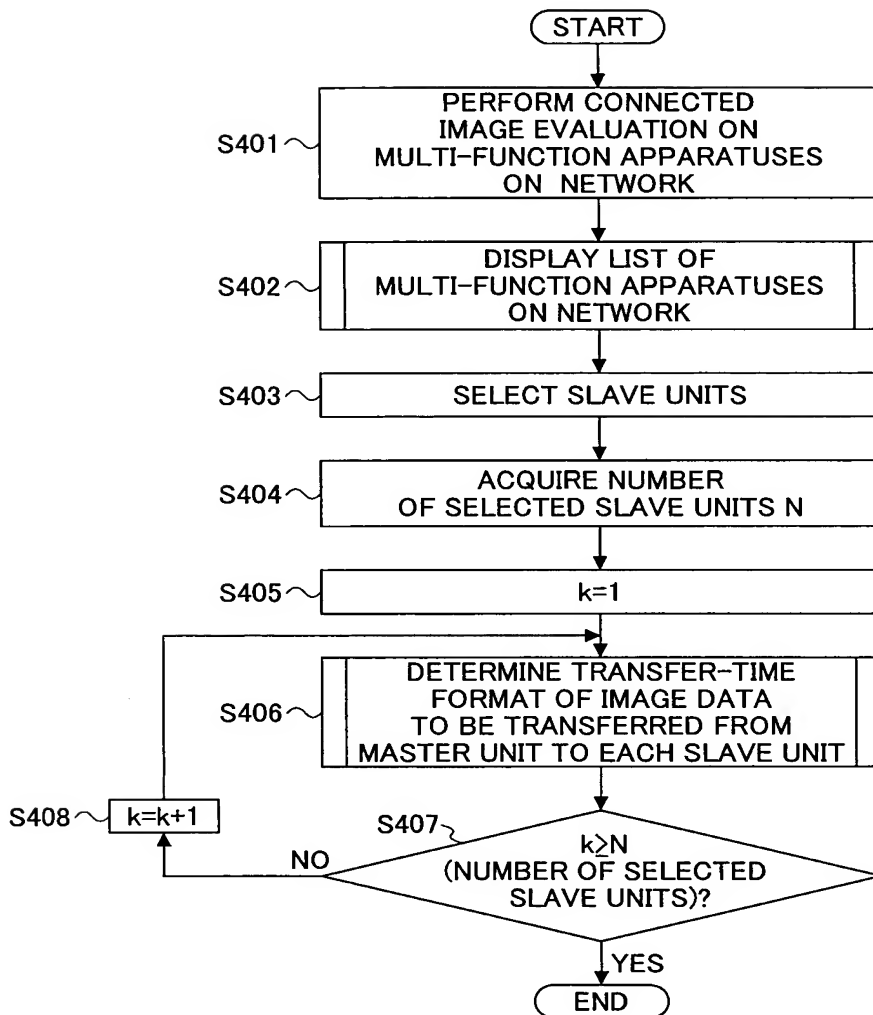 START
S401
PERFORM CONNECTED
IMAGE EVALUATION ON
MULTI-FUNCTION APPARATUSES
ON NETWORK
S402
DISPLAY LIST OF
MULTI-FUNCTION APPARATUSES
ON NETWORK
S403
SELECT SLAVE UNITS
S404
ACQUIRE NUMBER
OF SELECTED SLAVE UNITS N
S405
k=1
S406
DETERMINE TRANSFER-TIME
FORMAT OF IMAGE DATA
TO BE TRANSFERRED FROM
MASTER UNIT TO EACH SLAVE UNIT
S408
k=k+1
S407
k≥N
(NUMBER OF SELECTED
SLAVE UNITS)?
NO
YES
END